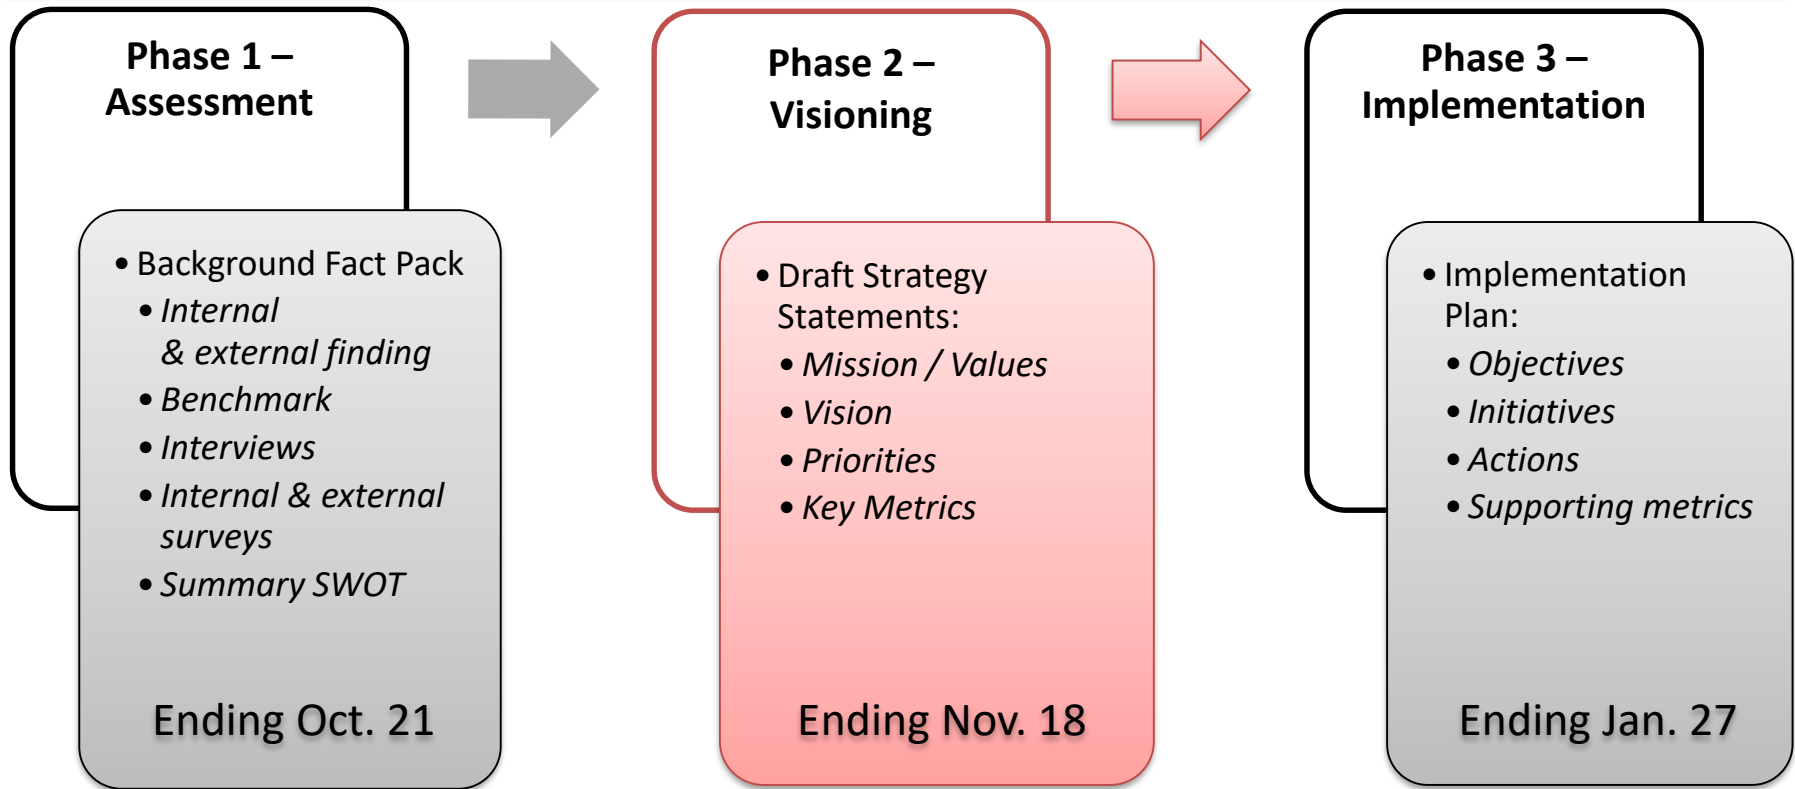 Phase 1 –
Assessment
• Background Fact Pack
• Internal
& external finding
• Benchmark
• Interviews
• Internal & external
surveys
• Summary SWOT
Ending Oct. 21
Phase 2 –
Visioning
• Draft Strategy
Statements:
• Mission / Values
• Vision
• Priorities
• Key Metrics
Ending Nov. 18
Phase 3 –
Implementation
• Implementation
Plan:
• Objectives
• Initiatives
• Actions
• Supporting metrics
Ending Jan. 27